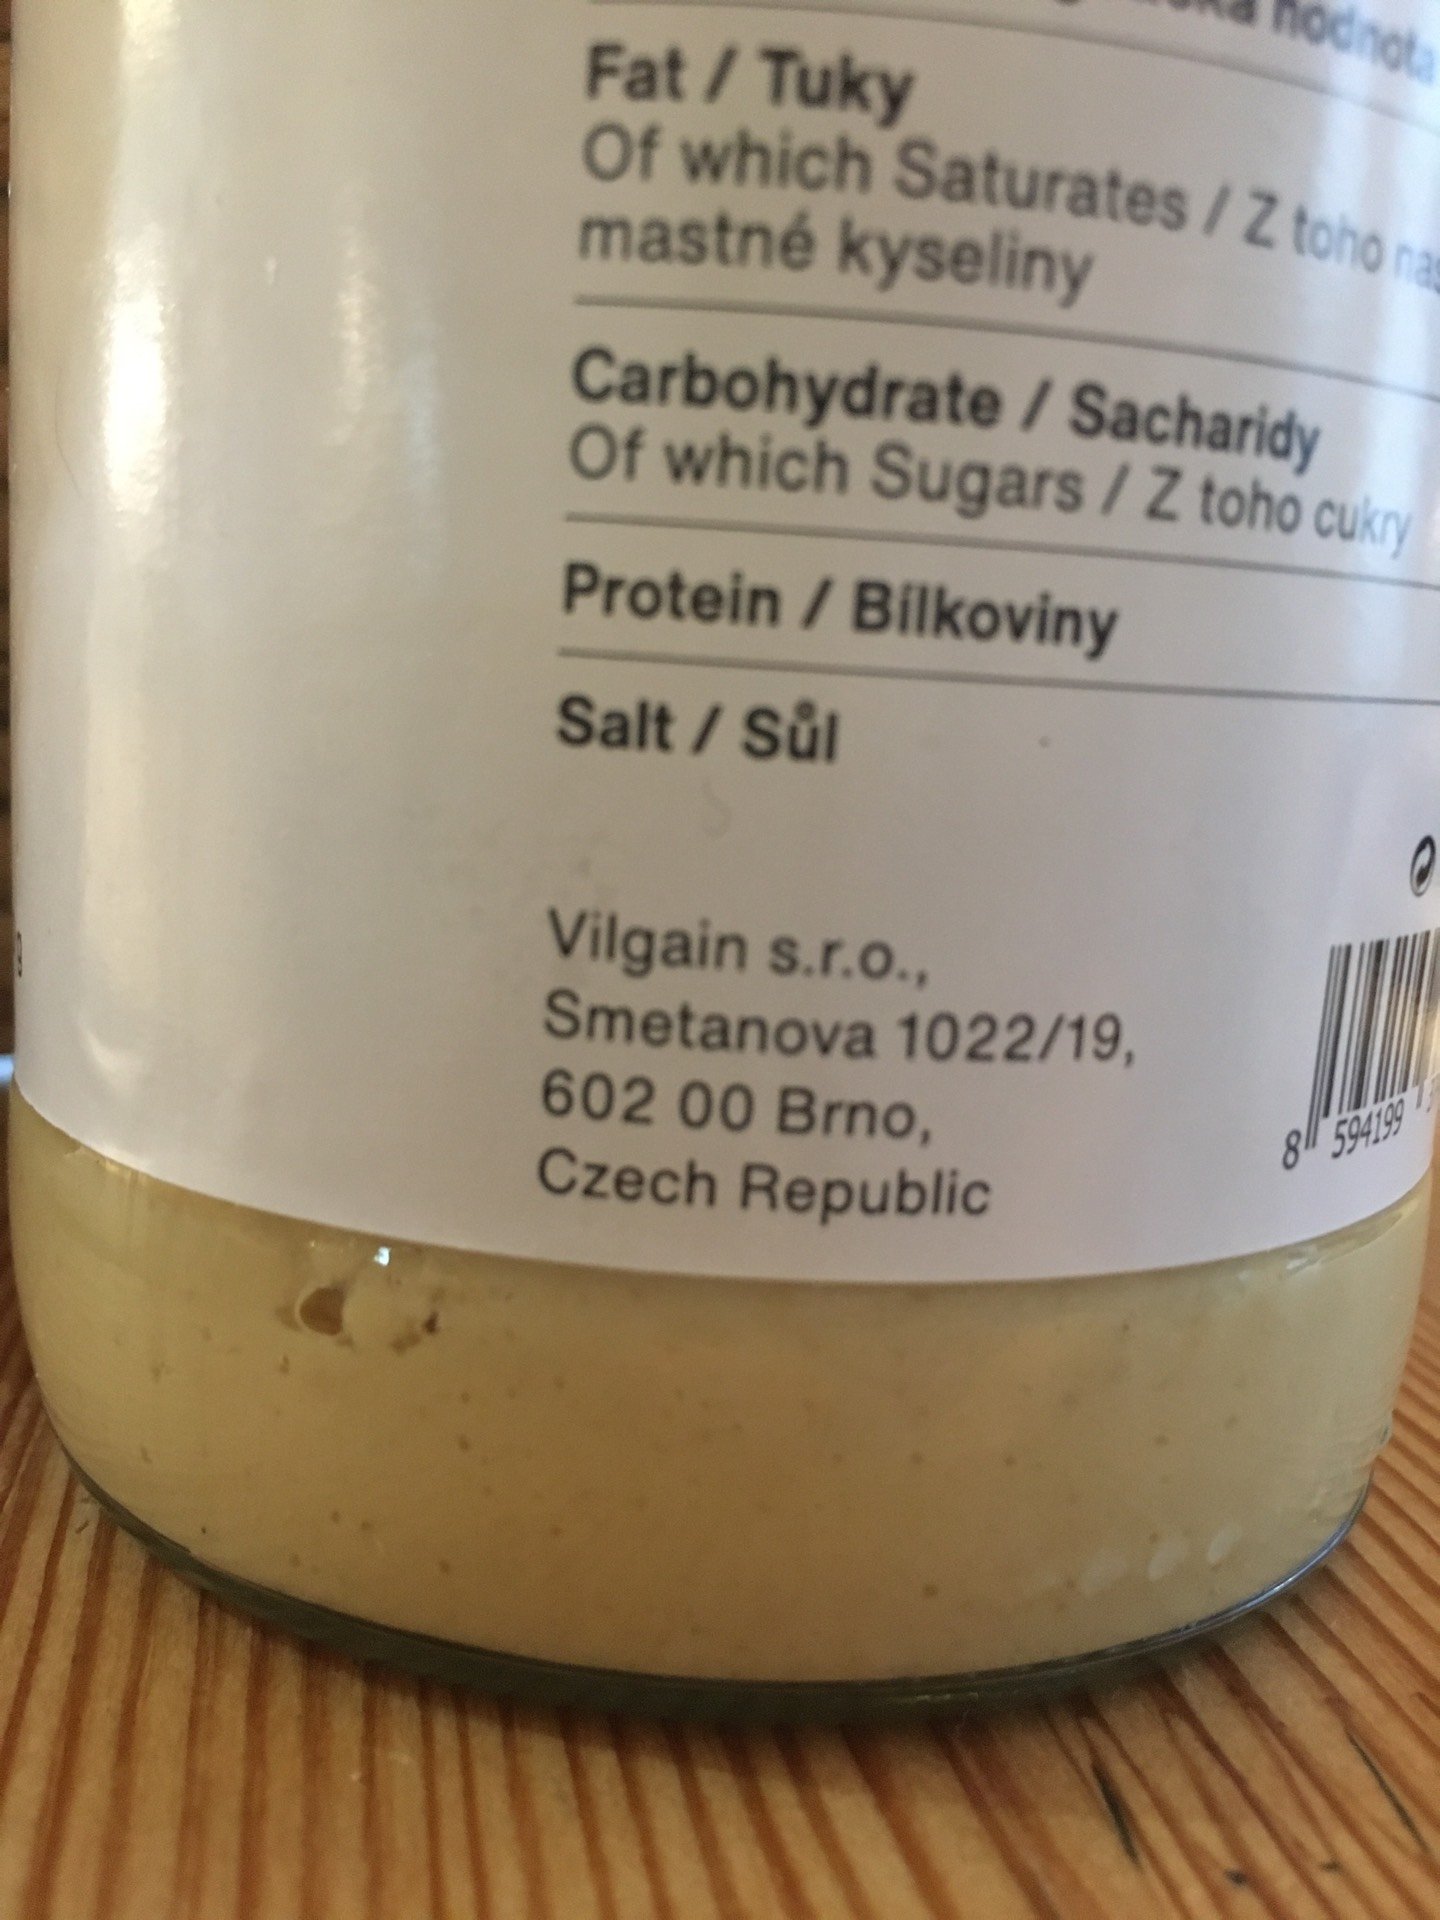 hodnota
Fat / Tuky
Of which Saturates / Z toho
mastné kyseliny
Carbohydrate / Sacharidy
Of which Sugars / Z toho cukry
Protein / Bílkoviny
Salt / Sůl
Vilgain s.r.o.,
Smetanova 1022/19,
602 00 Brno,
Czech Republic
8 594199